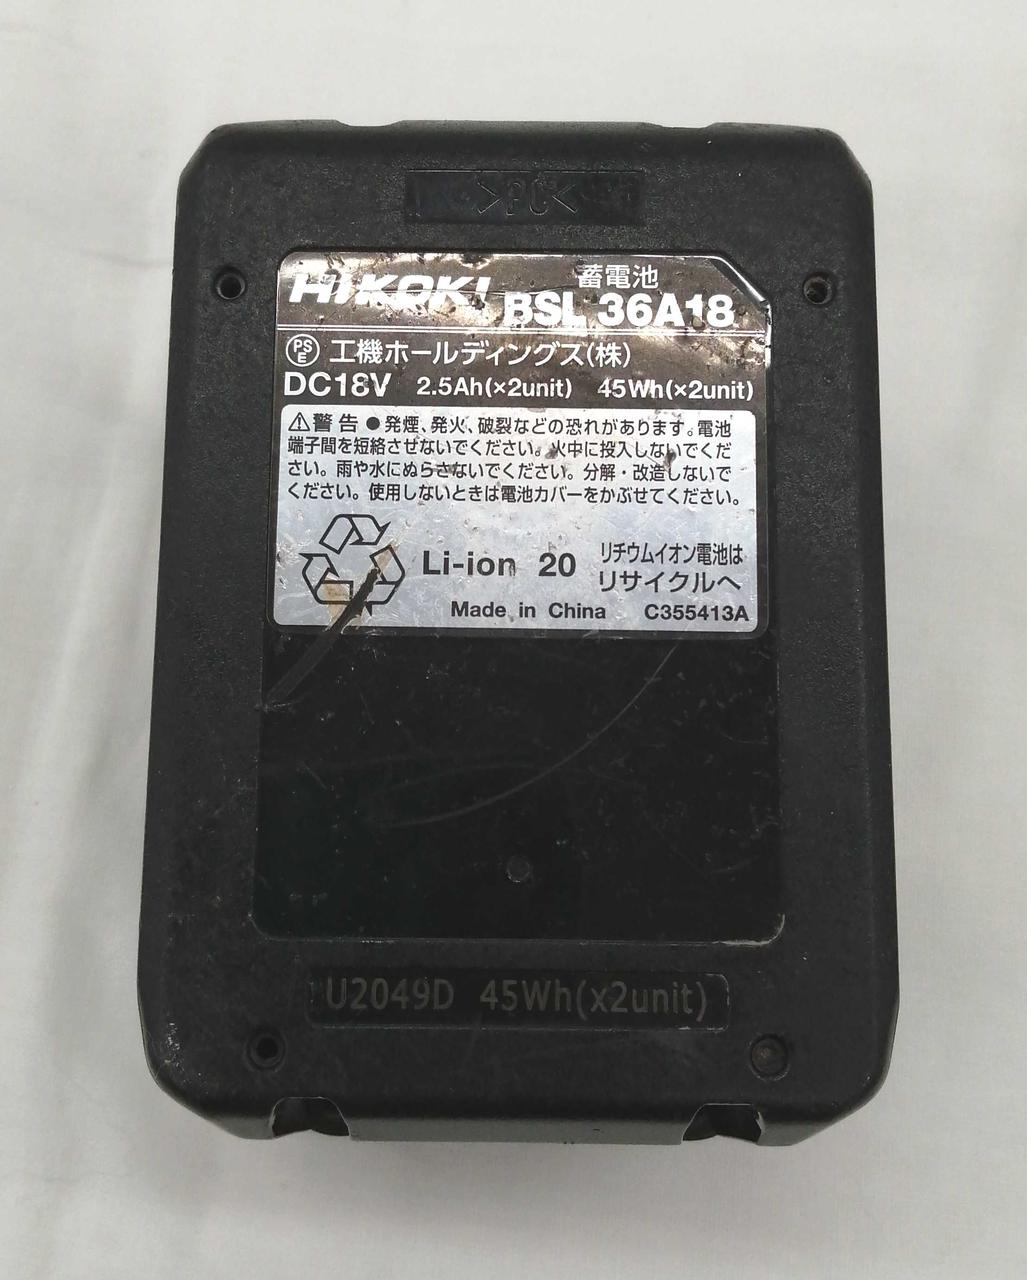 >PC<
HiKOKI
蓄電池
BSL 36A18
PSE 工機ホールディングス(株)
DC18V 2.5Ah(×2unit) 45Wh(×2unit)
⚠警告 ●発煙、発火、破裂などの恐れがあります。電池
端子間を短絡させないでください。火中に投入しないでくだ
さい。雨や水にぬらさないでください。分解・改造しないで
ください。使用しないときは電池カバーをかぶせてください。
Li-ion 20 リチウムイオン電池は
リサイクルへ
Made in China C355413A
U2049D 45Wh(x2unit)